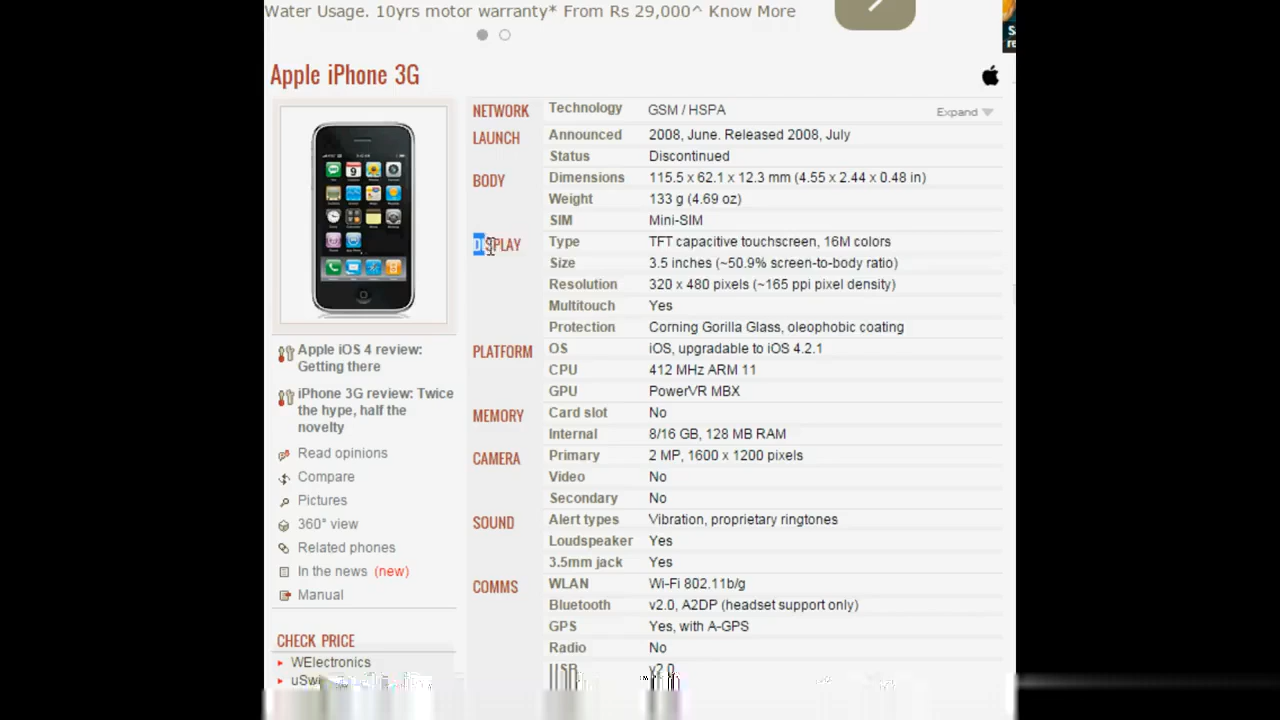 Water Usage. 10yrs motor warranty* From Rs 29,000^ Know More
Apple iPhone 3G
NETWORK Technology GSM / HSPA Expand
LAUNCH Announced 2008, June. Released 2008, July
Status Discontinued
BODY Dimensions 115.5 x 62.1 x 12.3 mm (4.55 x 2.44 x 0.48 in)
Weight 133 g (4.69 oz)
SIM Mini-SIM
DISPLAY Type TFT capacitive touchscreen, 16M colors
Size 3.5 inches (~50.9% screen-to-body ratio)
Resolution 320 x 480 pixels (~165 ppi pixel density)
Multitouch Yes
Protection Corning Gorilla Glass, oleophobic coating
PLATFORM OS iOS, upgradable to iOS 4.2.1
CPU 412 MHz ARM 11
GPU PowerVR MBX
MEMORY Card slot No
Internal 8/16 GB, 128 MB RAM
CAMERA Primary 2 MP, 1600 x 1200 pixels
Video No
Secondary No
SOUND Alert types Vibration, proprietary ringtones
Loudspeaker Yes
3.5mm jack Yes
COMMS WLAN Wi-Fi 802.11b/g
Bluetooth v2.0, A2DP (headset support only)
GPS Yes, with A-GPS
Radio No
USB v2.0
Apple iOS 4 review:
Getting there
iPhone 3G review: Twice
the hype, half the
novelty
Read opinions
Compare
Pictures
360° view
Related phones
In the news (new)
Manual
CHECK PRICE
WElectronics